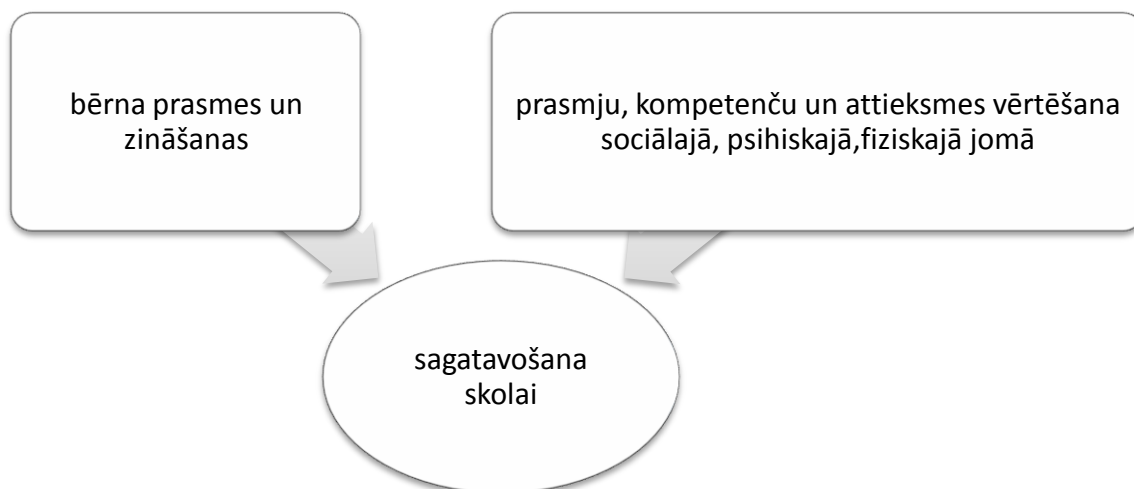 bērna prasmes un
zināšanas
prasmju, kompetenču un attieksmes vērtēšana
sociālajā, psihiskajā,fiziskajā jomā
sagatavošana
skolai